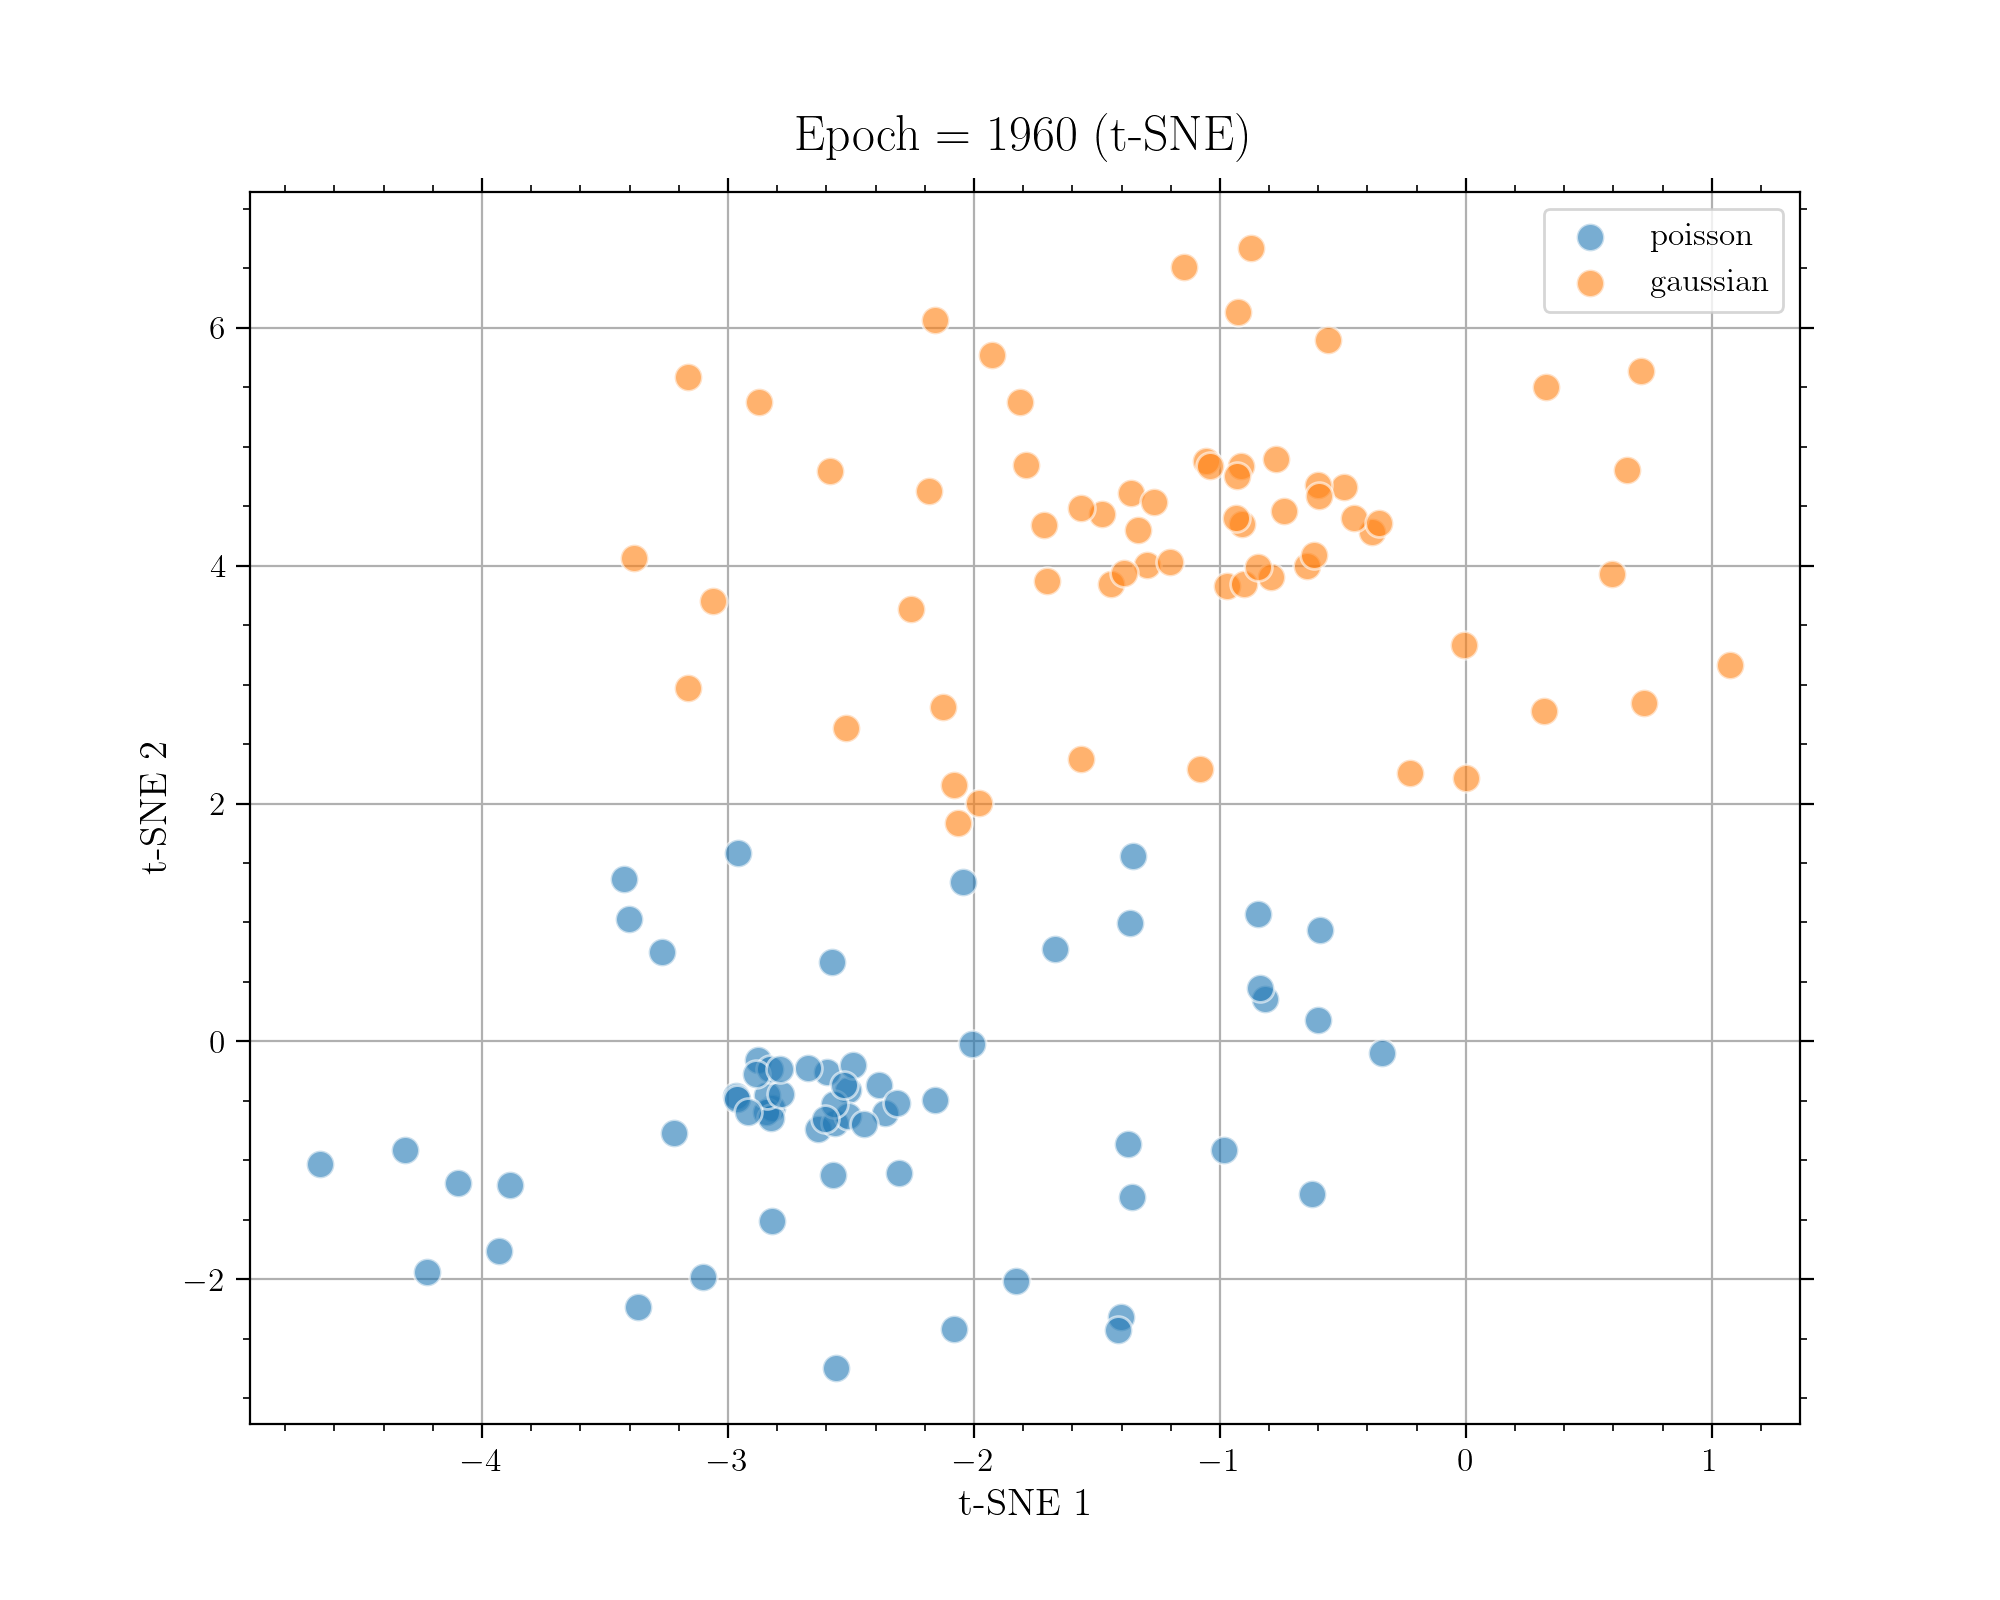 Epoch = 1960 (t-SNE)
poisson
gaussian
6
4
2
0
−2
t-SNE 2
−4
−3
−2
−1
0
1
t-SNE 1